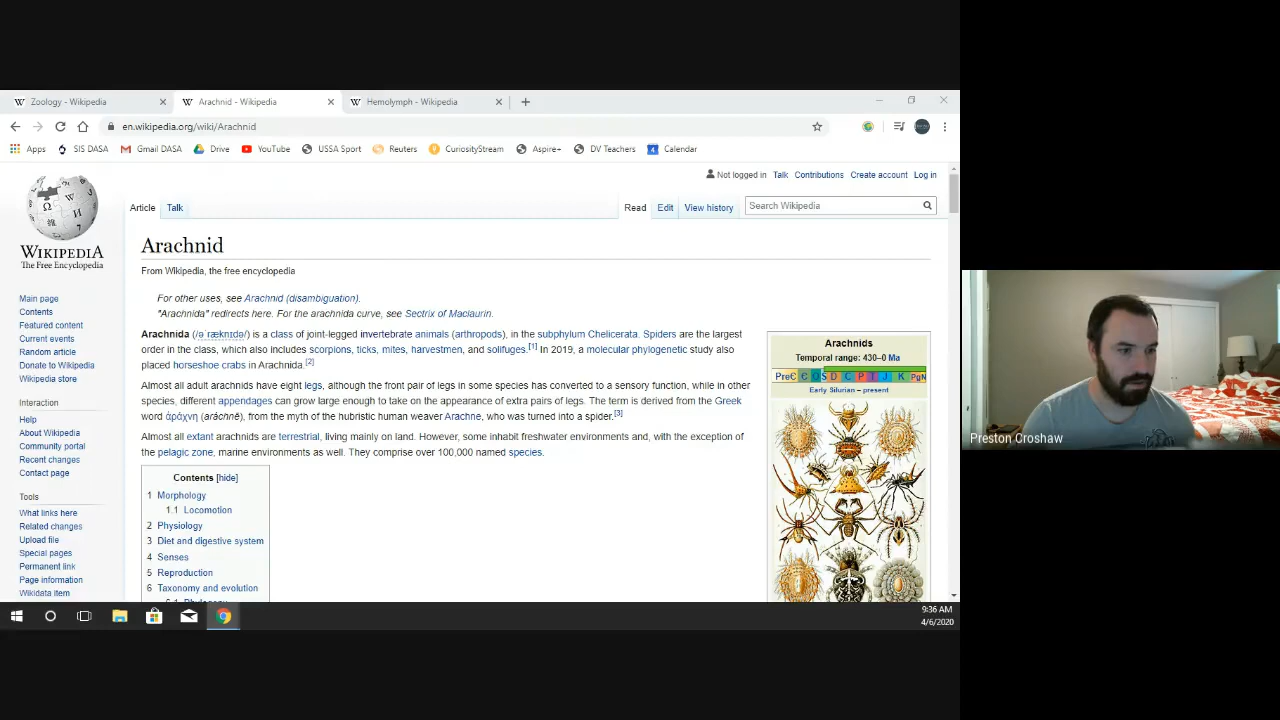 Zoology - Wikipedia
Arachnid - Wikipedia
Hemolymph - Wikipedia
en.wikipedia.org/wiki/Arachnid
Apps SIS DASA Gmail DASA Drive YouTube USSA Sport Reuters CuriosityStream Aspire+ DV Teachers Calendar
Not logged in Talk Contributions Create account Log in
Article Talk Read Edit View history Search Wikipedia
WIKIPEDIA
The Free Encyclopedia
Main page
Contents
Featured content
Current events
Random article
Donate to Wikipedia
Wikipedia store
Interaction
Help
About Wikipedia
Community portal
Recent changes
Contact page
Tools
What links here
Related changes
Upload file
Special pages
Permanent link
Page information
Wikidata item
Arachnid
From Wikipedia, the free encyclopedia
For other uses, see Arachnid (disambiguation).
"Arachnida" redirects here. For the arachnida curve, see Sectrix of Maclaurin.
Arachnida (/əˈræknɪdə/) is a class of joint-legged invertebrate animals (arthropods), in the subphylum Chelicerata. Spiders are the largest
order in the class, which also includes scorpions, ticks, mites, harvestmen, and solifuges.[1] In 2019, a molecular phylogenetic study also
placed horseshoe crabs in Arachnida.[2]
Almost all adult arachnids have eight legs, although the front pair of legs in some species has converted to a sensory function, while in other
species, different appendages can grow large enough to take on the appearance of extra pairs of legs. The term is derived from the Greek
word ἀράχνη (aráchnē), from the myth of the hubristic human weaver Arachne, who was turned into a spider.[3]
Almost all extant arachnids are terrestrial, living mainly on land. However, some inhabit freshwater environments and, with the exception of
the pelagic zone, marine environments as well. They comprise over 100,000 named species.
Contents [hide]
1 Morphology
1.1 Locomotion
2 Physiology
3 Diet and digestive system
4 Senses
5 Reproduction
6 Taxonomy and evolution
6.1 Phylogeny
Arachnids
Temporal range: 430–0 Ma
PreЄ Є O S D C P T J K PgN
Early Silurian – present
9:36 AM
4/6/2020
Preston Croshaw